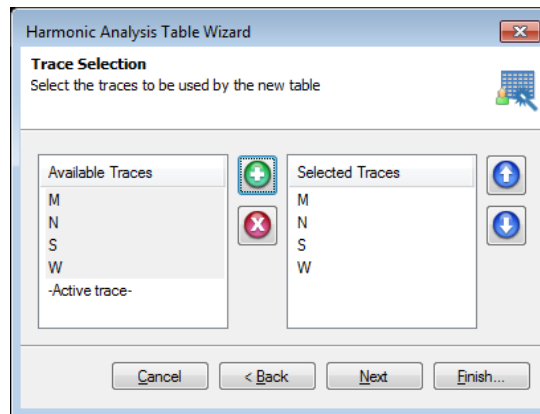 Harmonic Analysis Table Wizard
Trace Selection
Select the traces to be used by the new table
Available Traces
M
N
S
W
-Active trace-
Selected Traces
M
N
S
W
Cancel
< Back
Next
Finish...